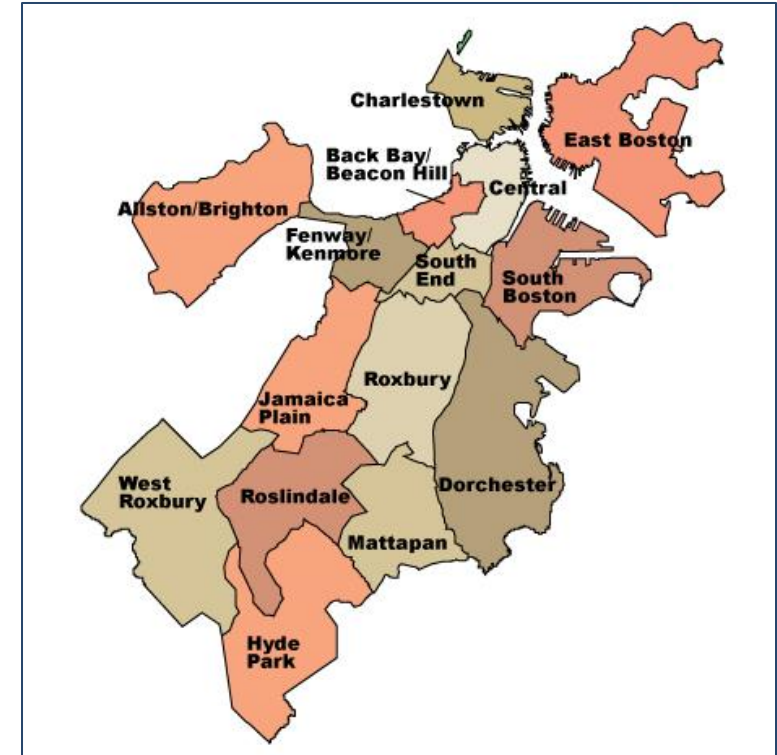 Charlestown
East Boston
Back Bay/
Beacon Hill
Central
Allston/Brighton
Fenway/
Kenmore
South
End
South
Boston
Roxbury
Jamaica
Plain
West
Roxbury
Roslindale
Dorchester
Mattapan
Hyde
Park